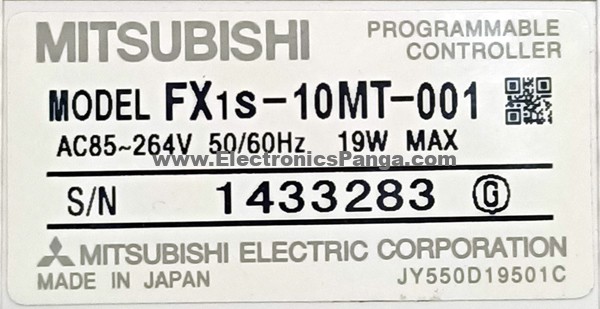 MITSUBISHI
PROGRAMMABLE
CONTROLLER
MODEL FX1s-10MT-001
AC85~264V 50/60Hz 19W MAX
www.ElectronicsPanga.com
S/N 1433283 G
MITSUBISHI ELECTRIC CORPORATION
MADE IN JAPAN JY550D19501C